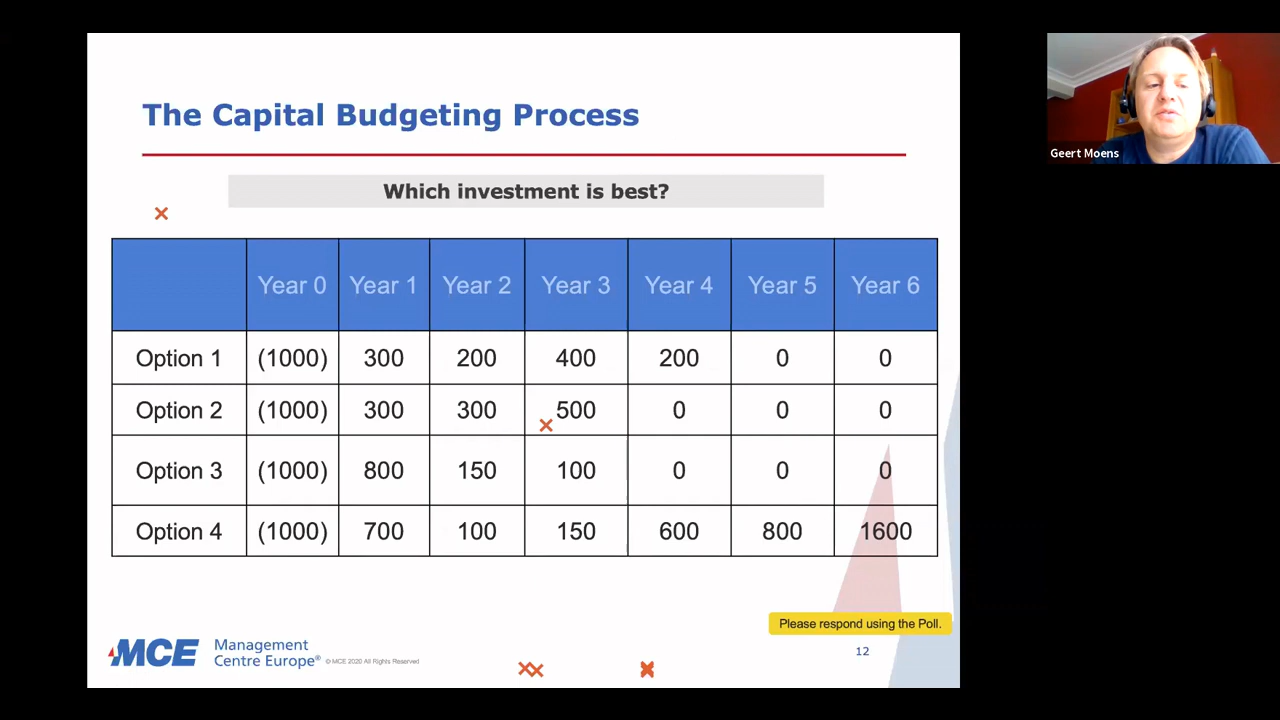 The Capital Budgeting Process
Which investment is best?
Year 0 Year 1 Year 2 Year 3 Year 4 Year 5 Year 6
Option 1 (1000) 300 200 400 200 0 0
Option 2 (1000) 300 300 500 0 0 0
Option 3 (1000) 800 150 100 0 0 0
Option 4 (1000) 700 100 150 600 800 1600
Please respond using the Poll.
MCE Management
Centre Europe® © MCE 2020 All Rights Reserved
12
Geert Moens